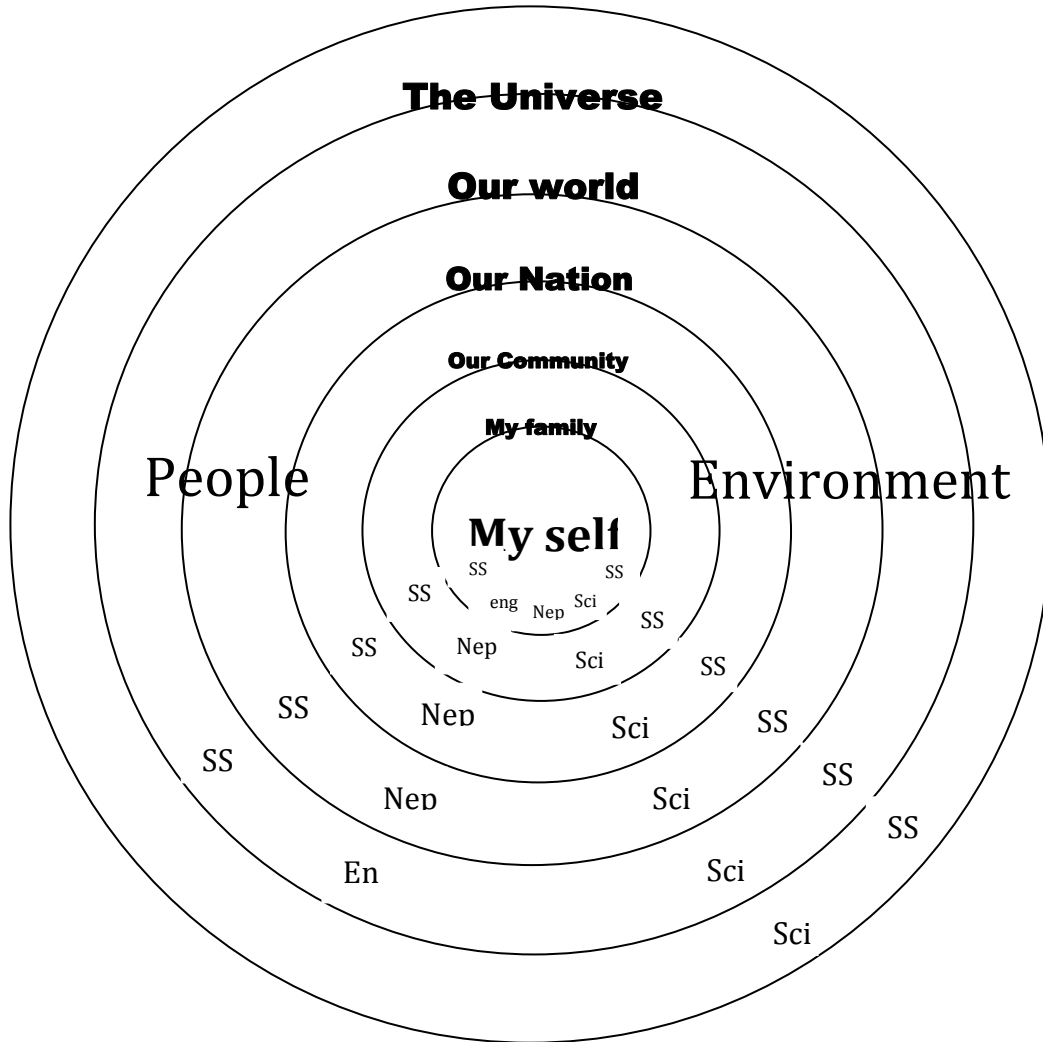 The Universe
Our world
Our Nation
Our Community
My family
People
Environment
My self
SS
SS
SS
eng
Nep
Sci
SS
SS
Nep
Sci
SS
SS
Nep
Sci
SS
SS
SS
SS
Nep
Sci
SS
En
Sci
Sci